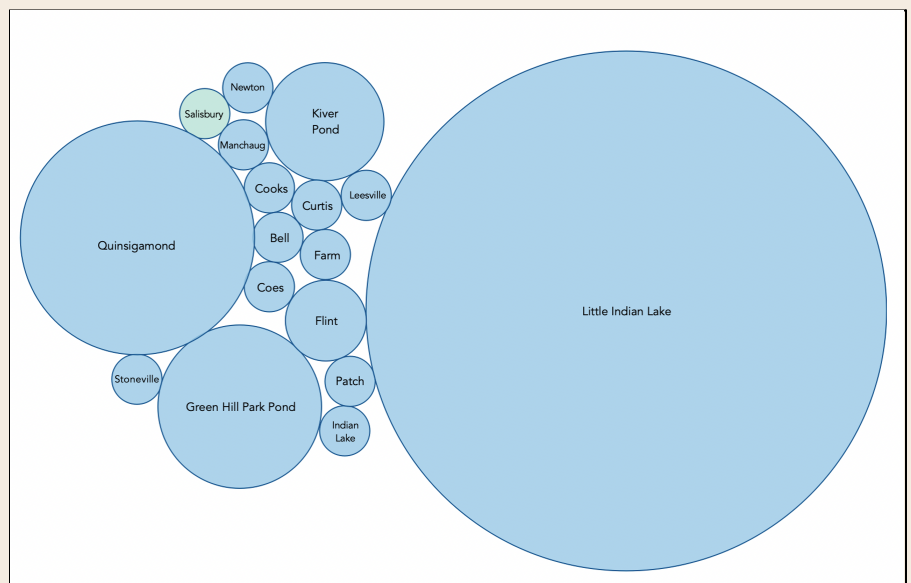 Newton
Salisbury
Kiver
Pond
Manchaug
Cooks
Leesville
Curtis
Bell
Quinsigamond
Farm
Coes
Little Indian Lake
Flint
Stoneville
Patch
Green Hill Park Pond
Indian
Lake